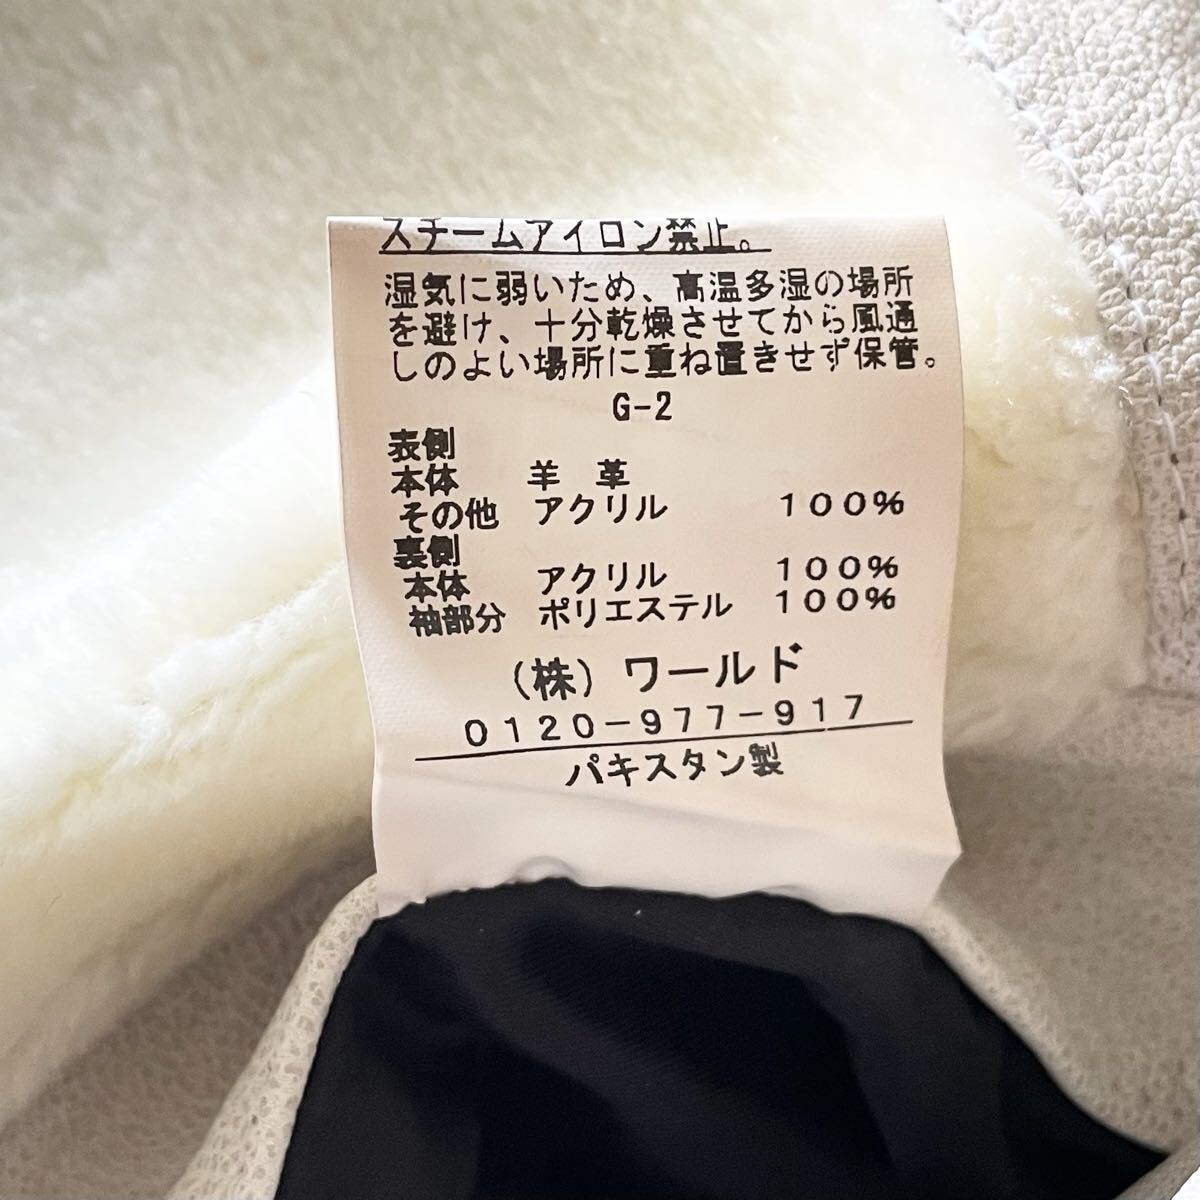 スチームアイロン禁止。
湿気に弱いため、高温多湿の場所
を避け、十分乾燥させてから風通
しのよい場所に重ね置きせず保管。
G-2
表側
本体 羊 革
その他 アクリル 100%
裏側
本体 アクリル 100%
袖部分 ポリエステル 100%
(株) ワールド
0120-977-917
パキスタン製